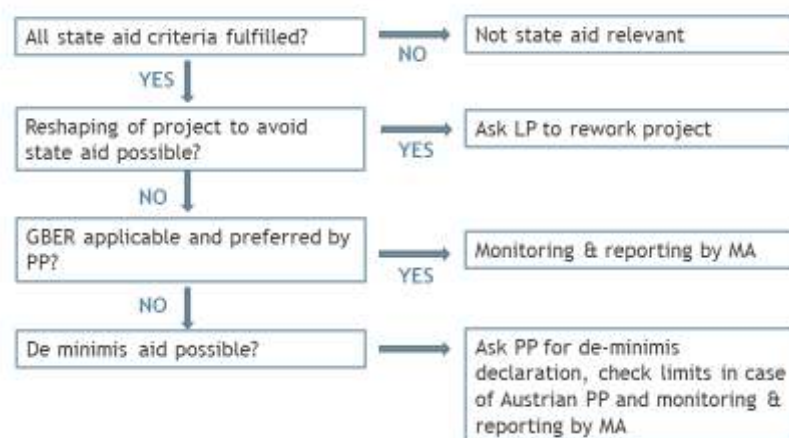 All state aid criteria fulfilled?
NO
Not state aid relevant
YES
Reshaping of project to avoid
state aid possible?
YES
Ask LP to rework project
NO
GBER applicable and preferred by
PP?
YES
Monitoring & reporting by MA
NO
De minimis aid possible?
Ask PP for de-minimis
declaration, check limits in case
of Austrian PP and monitoring &
reporting by MA